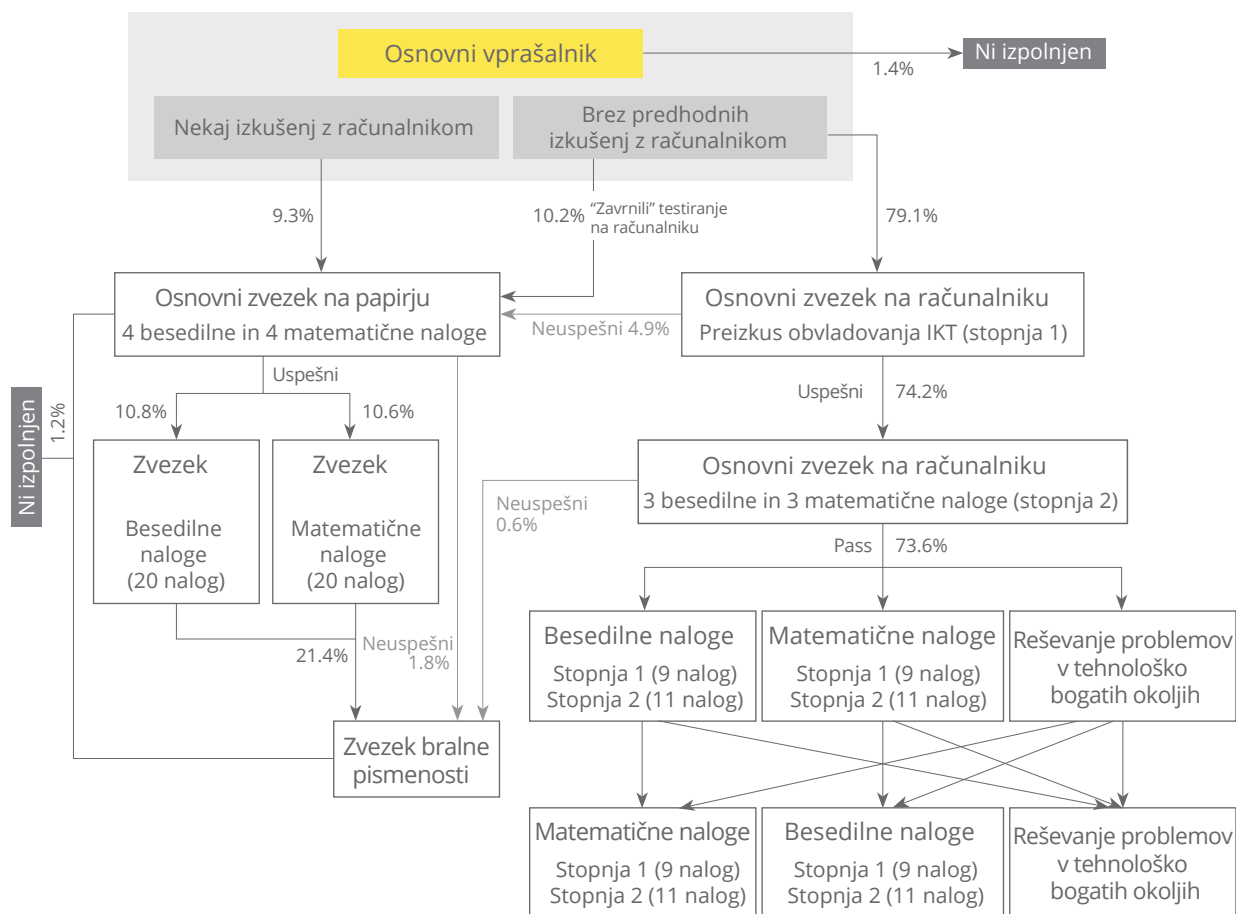 Osnovni vprašalnik
Ni izpolnjen
1.4%
Nekaj izkušenj z računalnikom
Brez predhodnih
izkušenj z računalnikom
9.3%
10.2%
“Zavrnili” testiranje
na računalniku
79.1%
Osnovni zvezek na papirju
4 besedilne in 4 matematične naloge
Neuspešni 4.9%
Osnovni zvezek na računalniku
Preizkus obvladovanja IKT (stopnja 1)
Uspešni
Uspešni
74.2%
Ni izpolnjen
1.2%
10.8%
10.6%
Zvezek
Besedilne
naloge
(20 nalog)
Zvezek
Matematične
naloge
(20 nalog)
Osnovni zvezek na računalniku
3 besedilne in 3 matematične naloge (stopnja 2)
Neuspešni
0.6%
Pass
73.6%
21.4%
Neuspešni
1.8%
Besedilne naloge
Stopnja 1 (9 nalog)
Stopnja 2 (11 nalog)
Matematične naloge
Stopnja 1 (9 nalog)
Stopnja 2 (11 nalog)
Reševanje problemov
v tehnološko
bogatih okoljih
Zvezek bralne
pismenosti
Matematične naloge
Stopnja 1 (9 nalog)
Stopnja 2 (11 nalog)
Besedilne naloge
Stopnja 1 (9 nalog)
Stopnja 2 (11 nalog)
Reševanje problemov
v tehnološko
bogatih okoljih